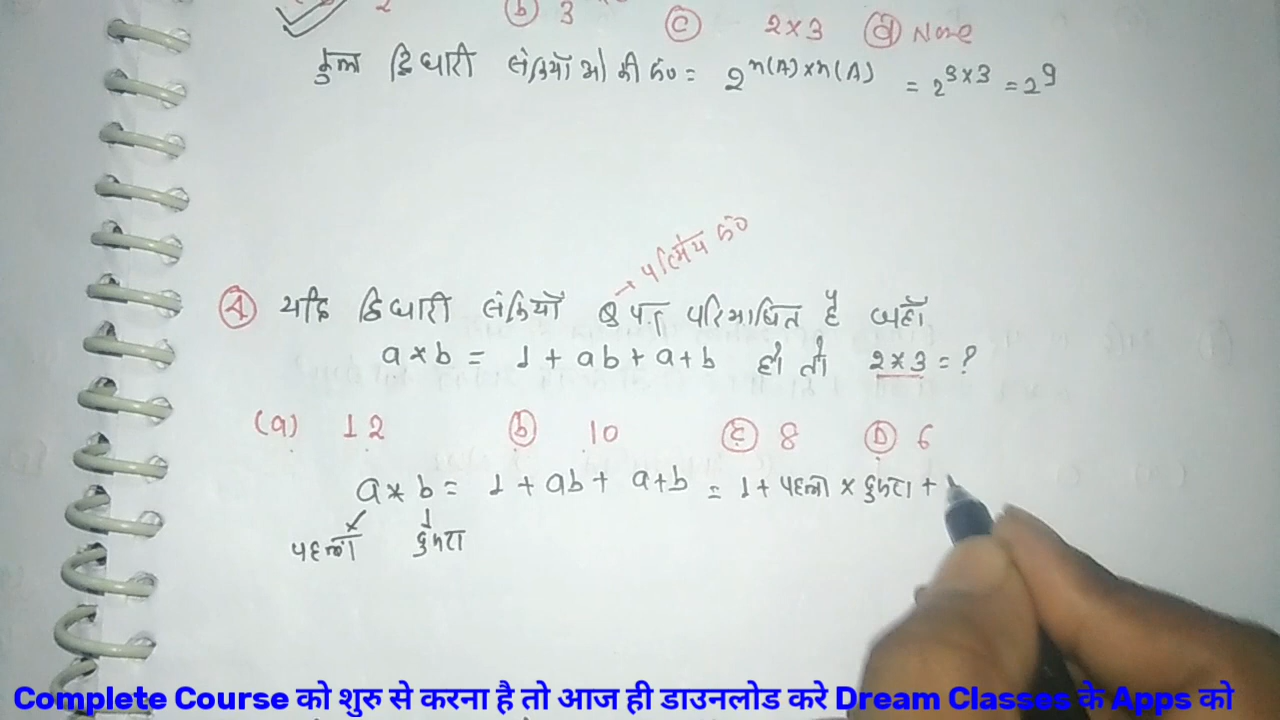 2 b) 3 c) 2×3 d) None
कुल द्विधारी संक्रियाओं की सं० = 2^n(A)×n(A) = 2^3×3 = 2^9
→ परिमेय सं०
4) यदि द्विधारी संक्रियाँ Q पर परिभाषित है जहाँ
a * b = 1 + ab + a + b हो तो 2 * 3 = ?
(a) 12 (b) 10 (c) 8 (D) 6
a * b = 1 + ab + a+b = 1 + पहला × दुसरा +
पहला दुसरा
Complete Course को शुरु से करना है तो आज ही डाउनलोड करे Dream Classes के Apps को